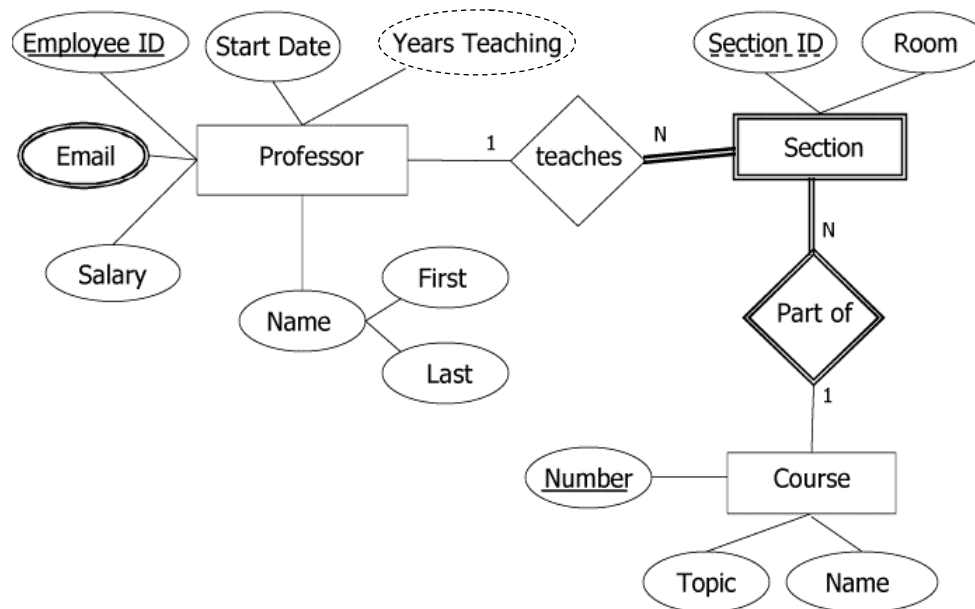 Employee ID
Start Date
Years Teaching
Section ID
Room
Email
Professor
1
teaches
N
Section
Salary
Name
First
Last
N
Part of
1
Number
Course
Topic
Name